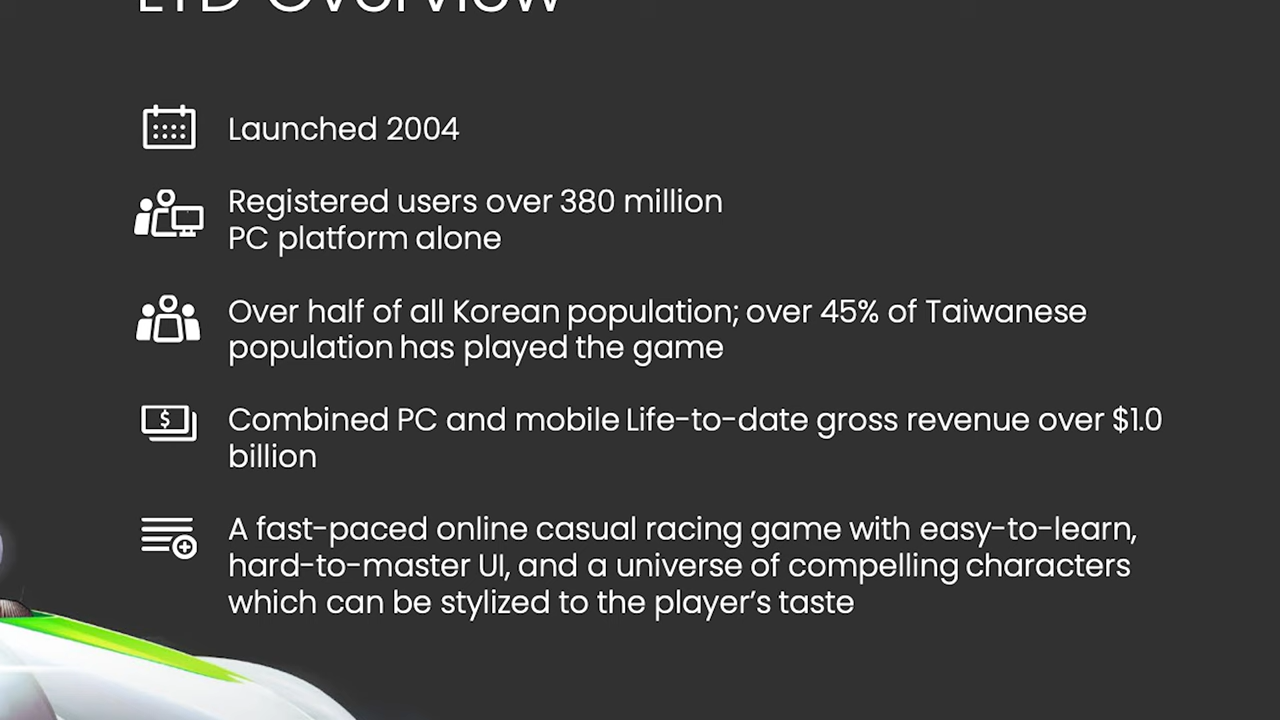 LTD Overview
Launched 2004
Registered users over 380 million
PC platform alone
Over half of all Korean population; over 45% of Taiwanese
population has played the game
Combined PC and mobile Life-to-date gross revenue over $1.0
billion
A fast-paced online casual racing game with easy-to-learn,
hard-to-master UI, and a universe of compelling characters
which can be stylized to the player’s taste